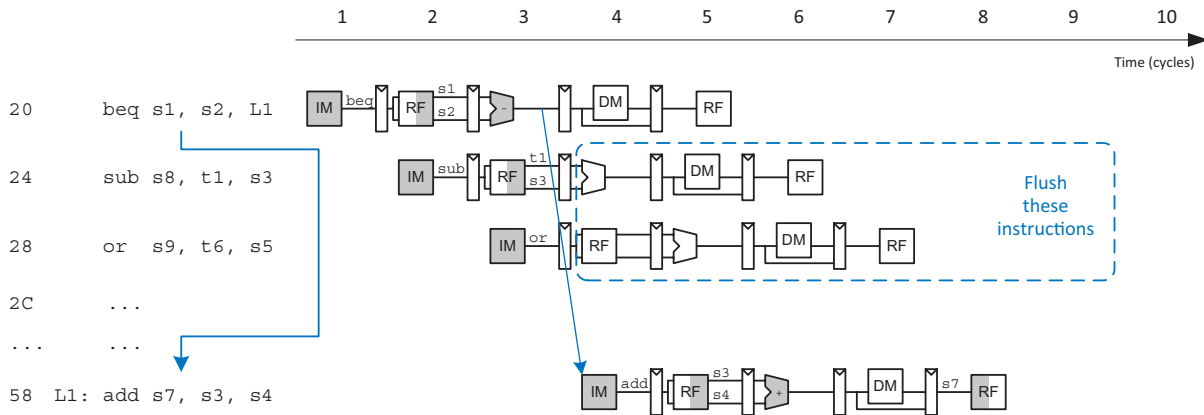 1 2 3 4 5 6 7 8 9 10
Time (cycles)
20 beq s1, s2, L1 IM beq RF s1 s2 - DM RF
24 sub s8, t1, s3 IM sub RF t1 s3 DM RF
Flush
these
instructions
28 or s9, t6, s5 IM or RF DM RF
2C ...
... ...
58 L1: add s7, s3, s4 IM add RF s3 s4 + DM s7 RF